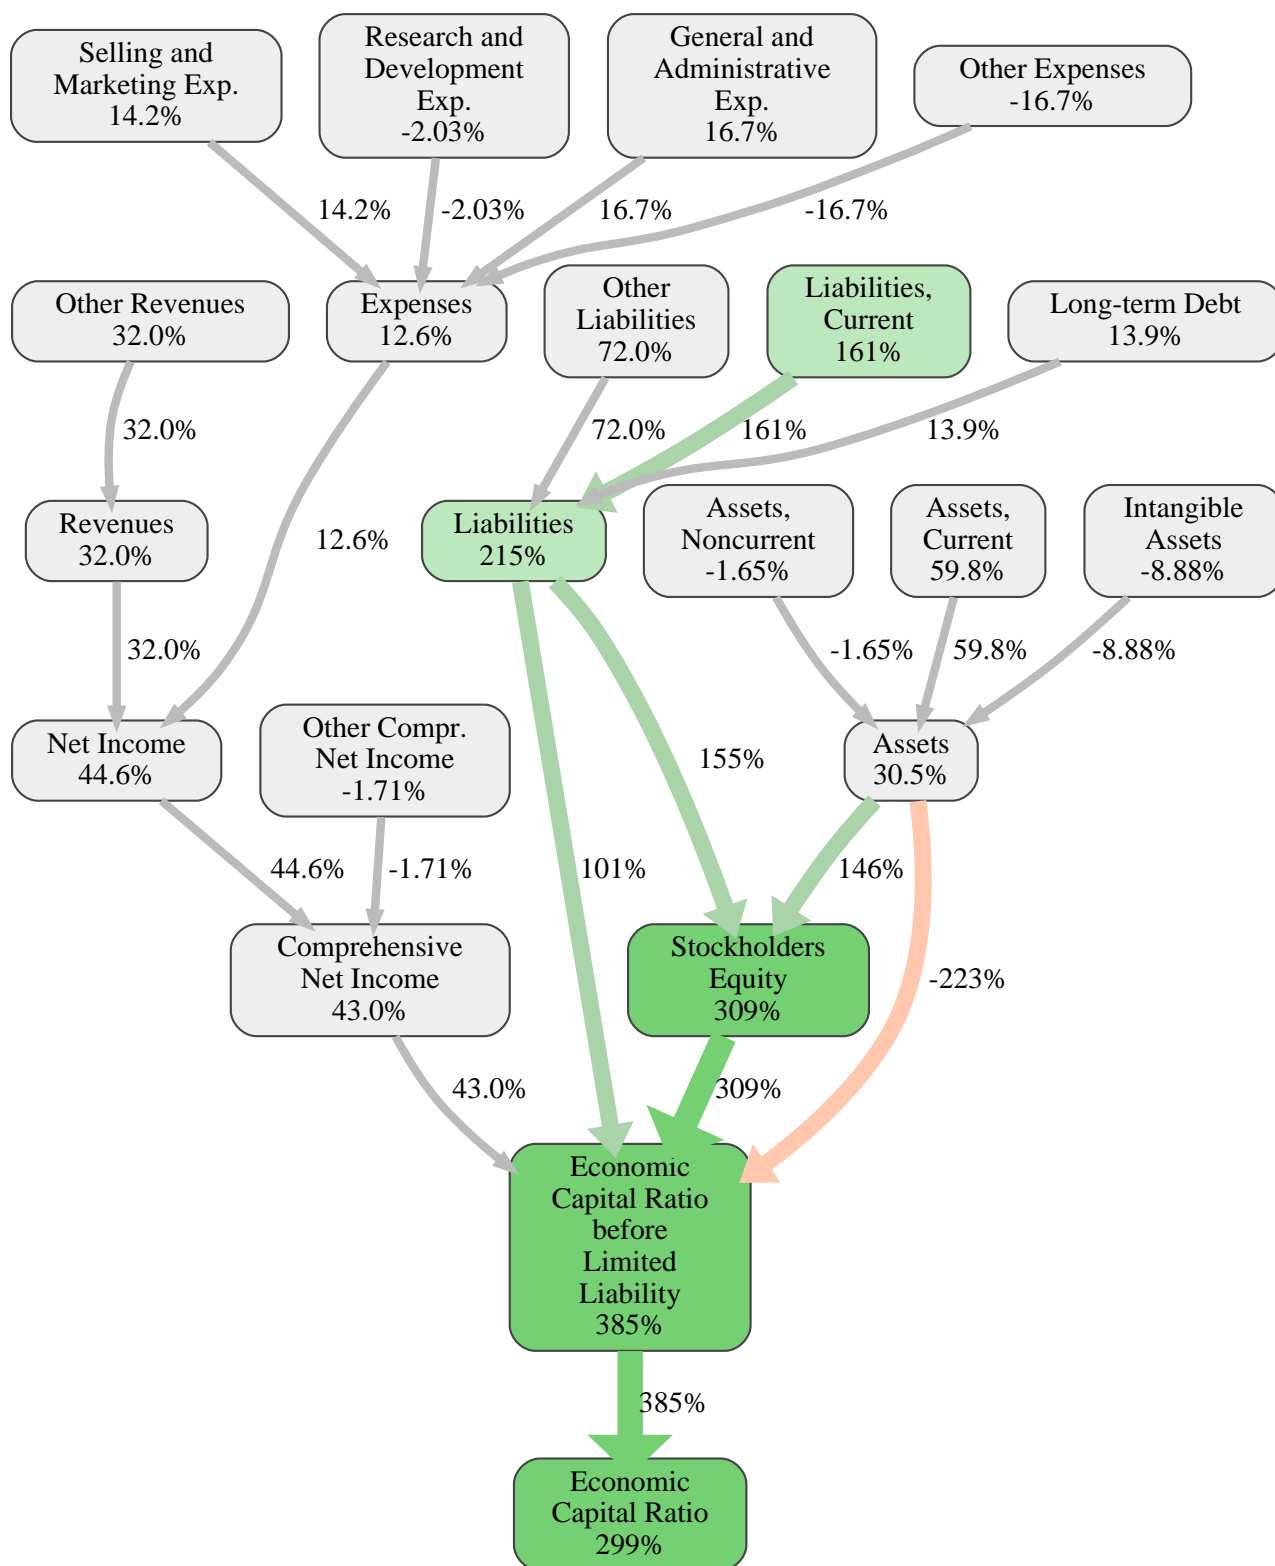 Selling and
Marketing Exp.
14.2%
Research and
Development
Exp.
-2.03%
General and
Administrative
Exp.
16.7%
Other Expenses
-16.7%
14.2%
-2.03%
16.7%
-16.7%
Other Revenues
32.0%
Expenses
12.6%
Other
Liabilities
72.0%
Liabilities,
Current
161%
Long-term Debt
13.9%
32.0%
72.0%
161%
13.9%
Revenues
32.0%
12.6%
Liabilities
215%
Assets,
Noncurrent
-1.65%
Assets,
Current
59.8%
Intangible
Assets
-8.88%
32.0%
-1.65%
59.8%
-8.88%
Net Income
44.6%
Other Compr.
Net Income
-1.71%
155%
Assets
30.5%
44.6%
-1.71%
101%
146%
Comprehensive
Net Income
43.0%
Stockholders
Equity
309%
-223%
43.0%
309%
Economic
Capital Ratio
before
Limited
Liability
385%
385%
Economic
Capital Ratio
299%